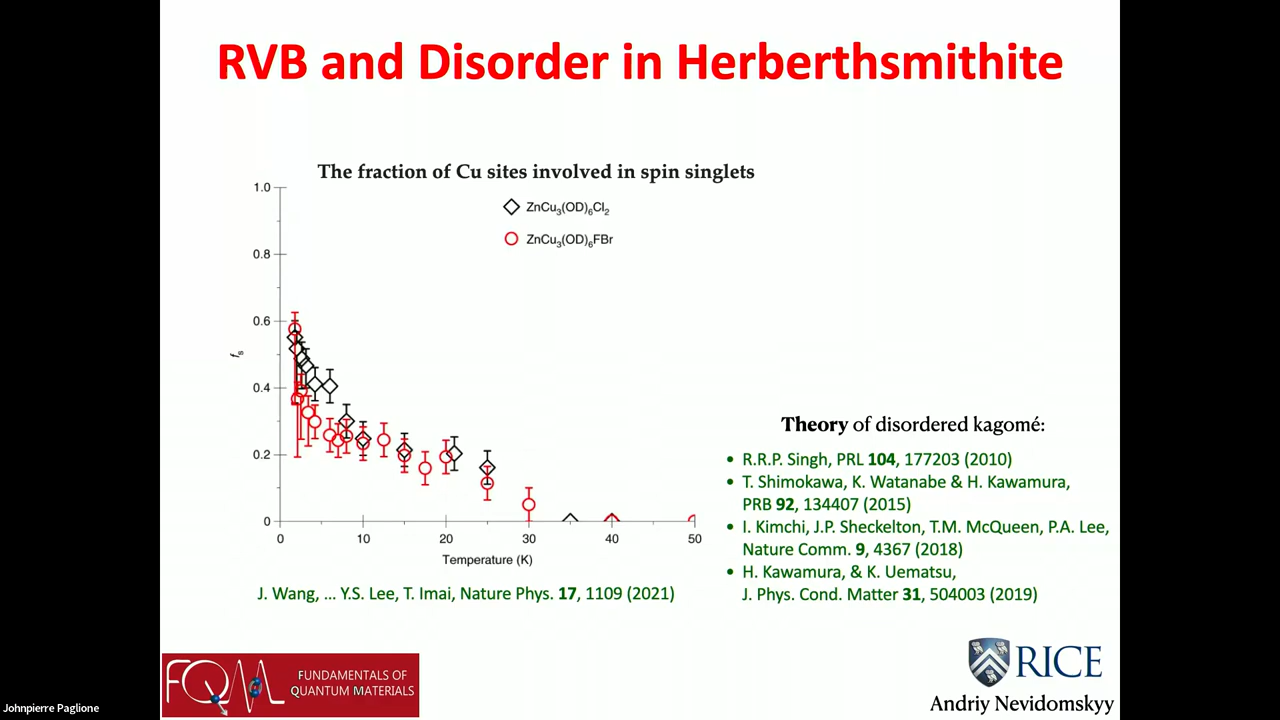 RVB and Disorder in Herberthsmithite
The fraction of Cu sites involved in spin singlets
1.0
0.8
0.6
0.4
0.2
0
fs
ZnCu3(OD)6Cl2
ZnCu3(OD)6FBr
0 10 20 30 40 50
Temperature (K)
J. Wang, ... Y.S. Lee, T. Imai, Nature Phys. 17, 1109 (2021)
Theory of disordered kagomé:
• R.R.P. Singh, PRL 104, 177203 (2010)
• T. Shimokawa, K. Watanabe & H. Kawamura,
PRB 92, 134407 (2015)
• I. Kimchi, J.P. Sheckelton, T.M. McQueen, P.A. Lee,
Nature Comm. 9, 4367 (2018)
• H. Kawamura, & K. Uematsu,
J. Phys. Cond. Matter 31, 504003 (2019)
FQM
FUNDAMENTALS OF
QUANTUM MATERIALS
RICE
Andriy Nevidomskyy
Johnpierre Paglione